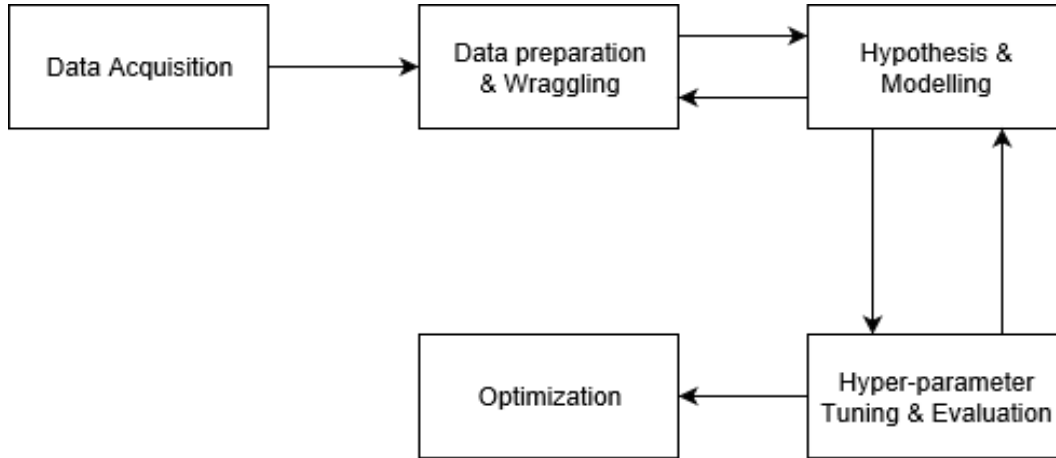 Data Acquisition
Data preparation
& Wraggling
Hypothesis &
Modelling
Optimization
Hyper-parameter
Tuning & Evaluation